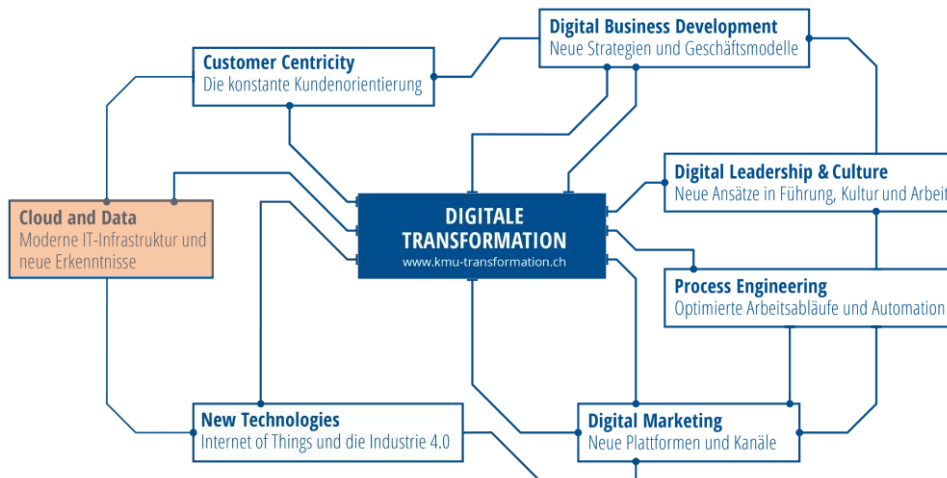 Digital Business Development
Neue Strategien und Geschäftsmodelle
Customer Centricity
Die konstante Kundenorientierung
Digital Leadership & Culture
Neue Ansätze in Führung, Kultur und Arbeit
Cloud and Data
Moderne IT-Infrastruktur und
neue Erkenntnisse
DIGITALE
TRANSFORMATION
www.kmu-transformation.ch
Process Engineering
Optimierte Arbeitsabläufe und Automation
New Technologies
Internet of Things und die Industrie 4.0
Digital Marketing
Neue Plattformen und Kanäle